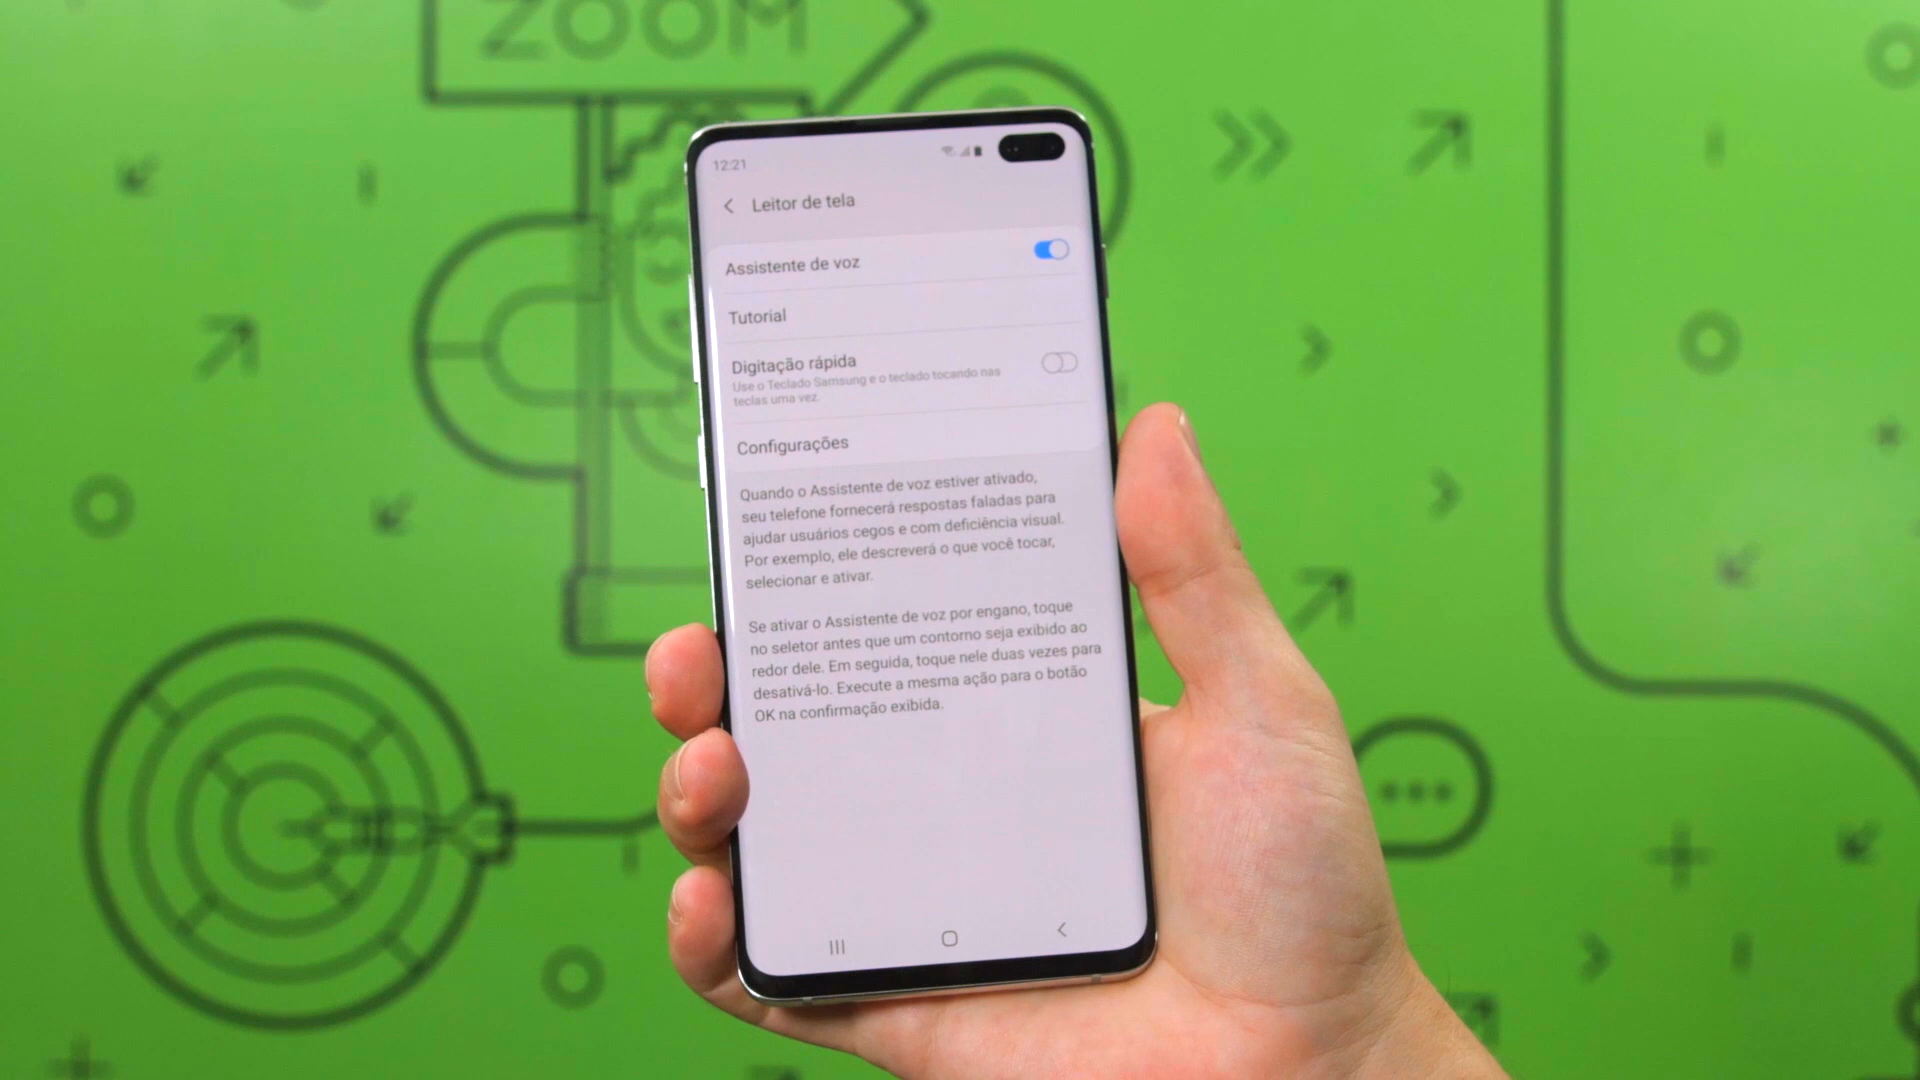 ZOOM
12:21
Leitor de tela
Assistente de voz
Tutorial
Digitação rápida
Use o Teclado Samsung e o teclado tocando nas
teclas uma vez.
Configurações
Quando o Assistente de voz estiver ativado,
seu telefone fornecerá respostas faladas para
ajudar usuários cegos e com deficiência visual.
Por exemplo, ele descreverá o que você tocar,
selecionar e ativar.
Se ativar o Assistente de voz por engano, toque
no seletor antes que um contorno seja exibido ao
redor dele. Em seguida, toque nele duas vezes para
desativá-lo. Execute a mesma ação para o botão
OK na confirmação exibida.